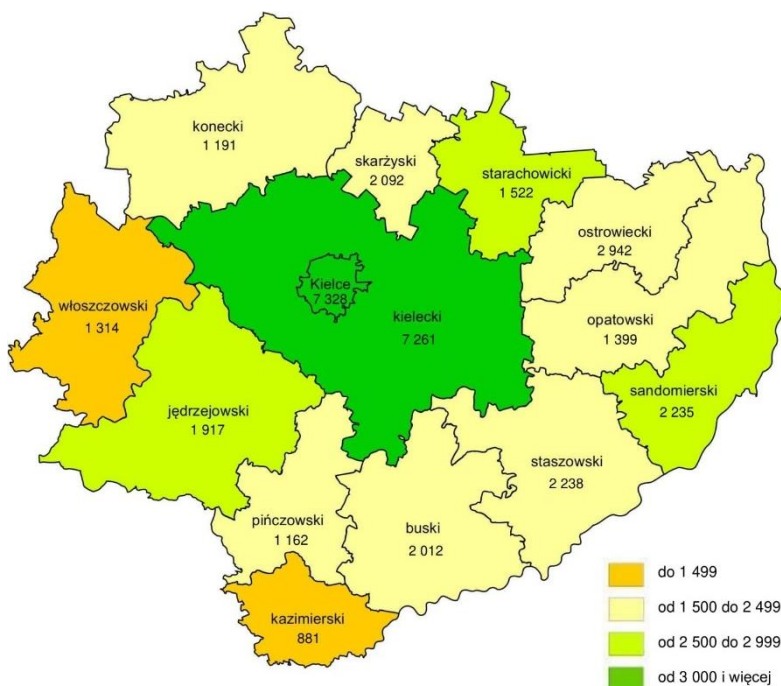 konecki
1 191
skarżyski
2 092
starachowicki
1 522
ostrowiecki
2 942
Kielce
7 328
włoszczowski
1 314
kielecki
7 261
opatowski
1 399
sandomierski
2 235
jędrzejowski
1 917
staszowski
2 238
pińczowski
1 162
buski
2 012
kazimierski
881
do 1 499
od 1 500 do 2 499
od 2 500 do 2 999
od 3 000 i więcej